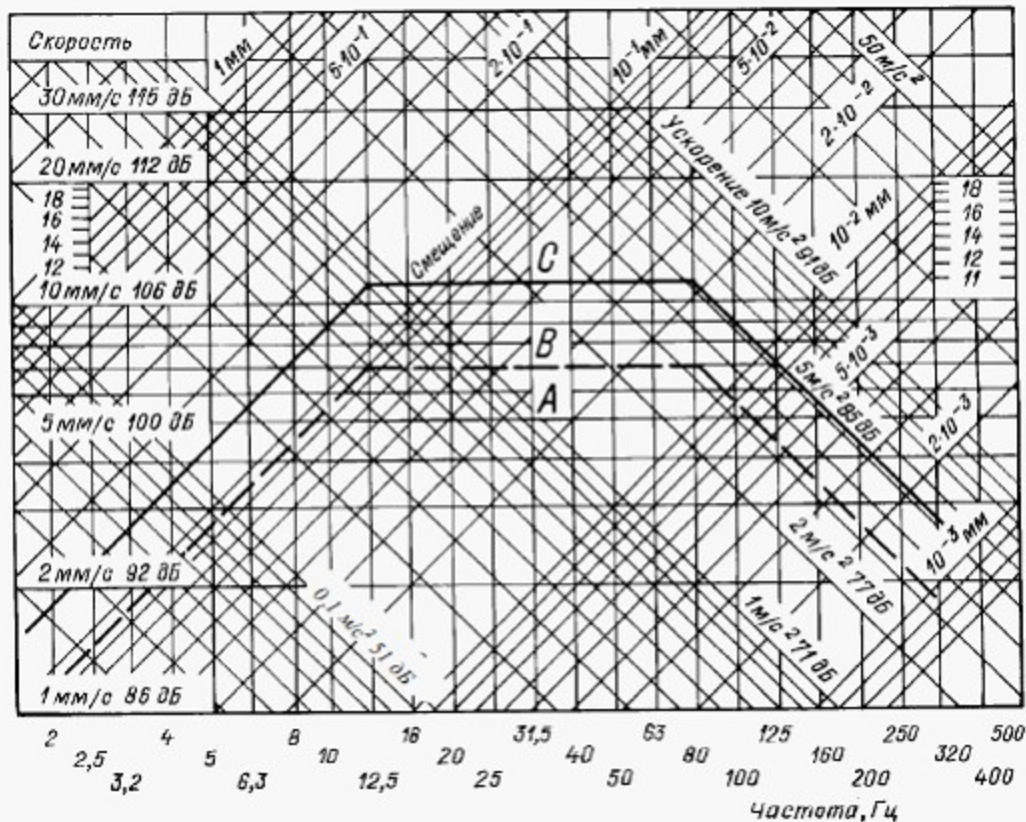 Скорость
1 мм
6·10⁻¹
2·10⁻¹
10⁻¹ мм
5·10⁻²
50 м/с²
2·10⁻²
30 мм/с 115 дБ
20 мм/с 112 дБ
18
16
14
12
10 мм/с 106 дБ
Смещение
Ускорение 10 м/с² 91 дБ
10⁻² мм
18
16
14
12
11
C
B
A
5 мм/с 100 дБ
5·10⁻³
5 м/с² 85 дБ
2·10⁻³
10⁻³ мм
2 мм/с 92 дБ
2 м/с² 77 дБ
0,1 м/с² 51 дБ
1 м/с² 71 дБ
1 мм/с 86 дБ
2 4 8 16 31,5 63 125 250 500
2,5 5 10 20 40 80 160 320
3,2 6,3 12,5 25 50 100 200 400
Частота, Гц